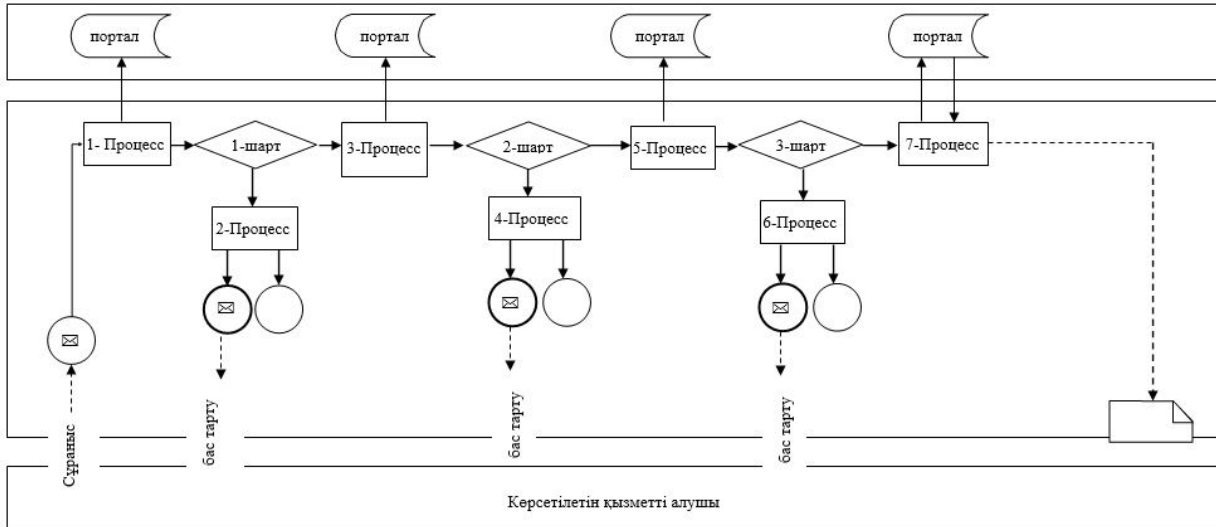 портал
портал
портал
портал
1- Процесс
1-шарт
3-Процесс
2-шарт
5-Процесс
3-шарт
7-Процесс
2-Процесс
4-Процесс
6-Процесс
Сұраныс
бас тарту
бас тарту
бас тарту
Көрсетілетін қызметті алушы